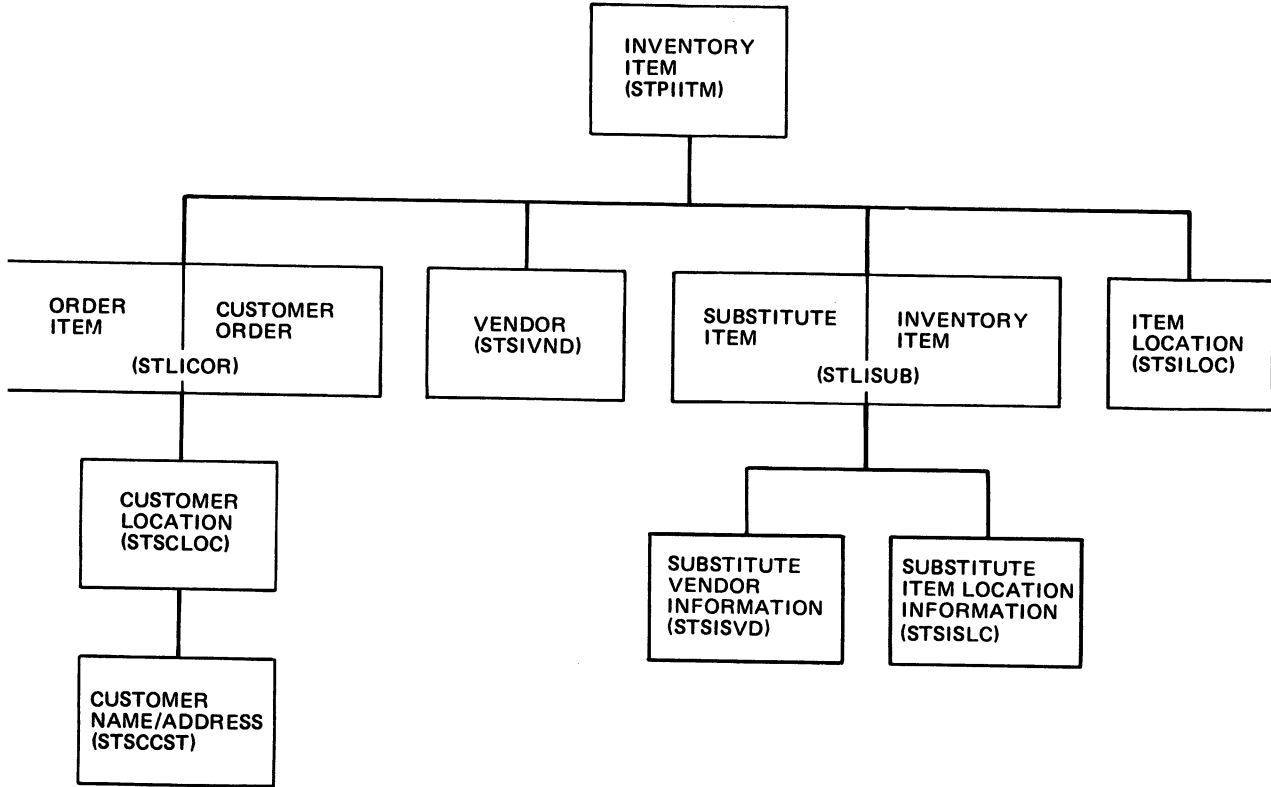 INVENTORY
ITEM
(STPIITM)
ORDER
ITEM
CUSTOMER
ORDER
(STLICOR)
VENDOR
(STSIVND)
SUBSTITUTE
ITEM
INVENTORY
ITEM
(STLISUB)
ITEM
LOCATION
(STSILOC)
CUSTOMER
LOCATION
(STSCLOC)
SUBSTITUTE
VENDOR
INFORMATION
(STSISVD)
SUBSTITUTE
ITEM LOCATION
INFORMATION
(STSISLC)
CUSTOMER
NAME/ADDRESS
(STSCCST)